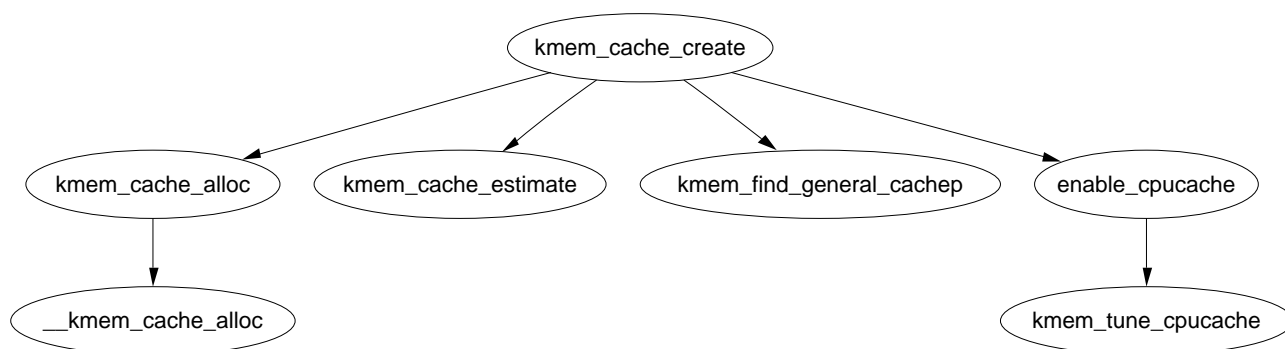 kmem_cache_create
kmem_cache_alloc
kmem_cache_estimate
kmem_find_general_cachep
enable_cpucache
__kmem_cache_alloc
kmem_tune_cpucache